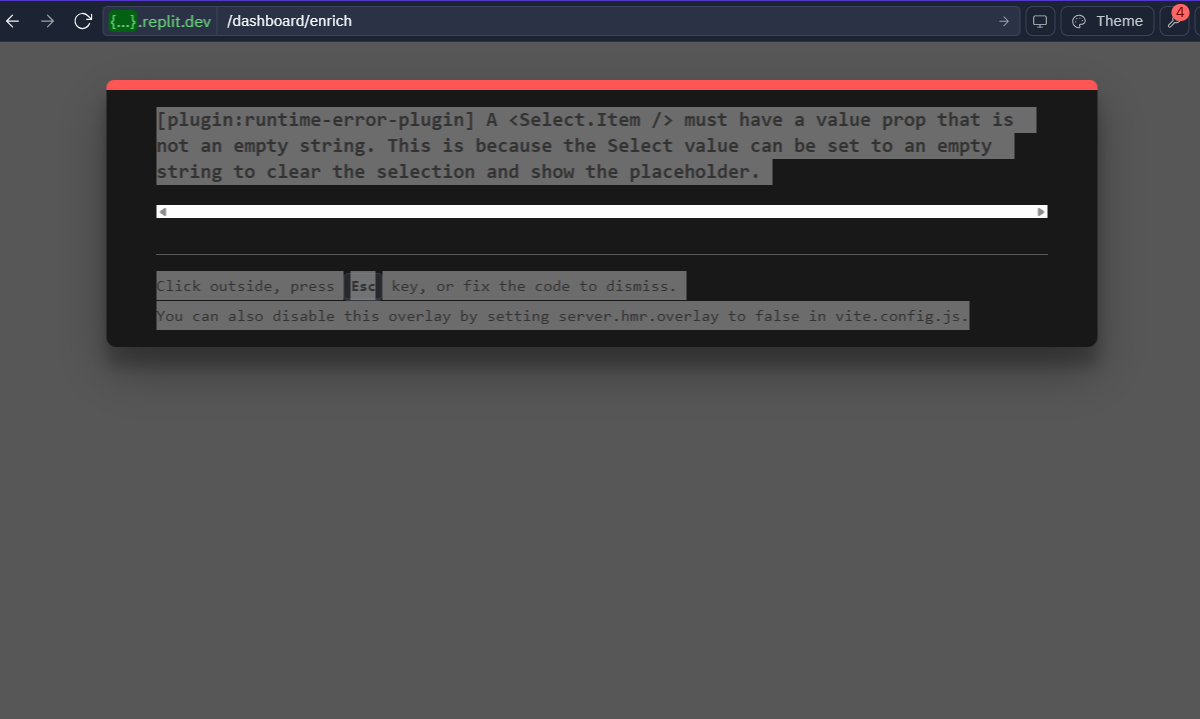 {...}.replit.dev /dashboard/enrich
Theme
4
[plugin:runtime-error-plugin] A <Select.Item /> must have a value prop that is
not an empty string. This is because the Select value can be set to an empty
string to clear the selection and show the placeholder.
Click outside, press Esc key, or fix the code to dismiss.
You can also disable this overlay by setting server.hmr.overlay to false in vite.config.js.